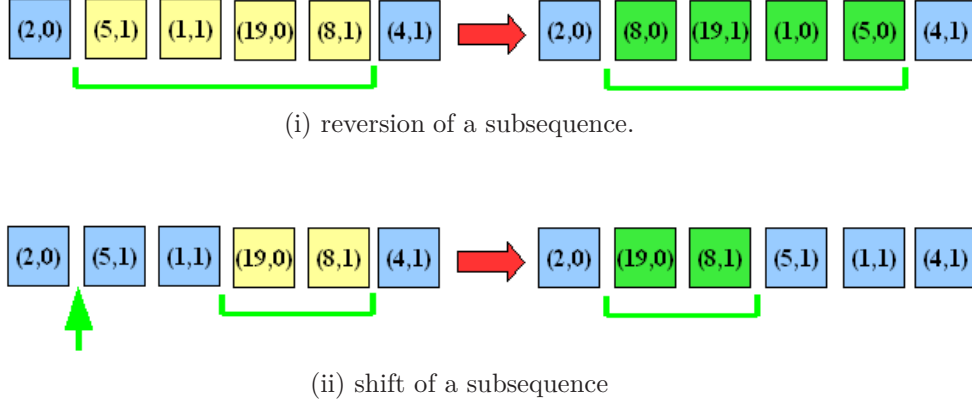 (2,0) (5,1) (1,1) (19,0) (8,1) (4,1) (2,0) (8,0) (19,1) (1,0) (5,0) (4,1)
(i) reversion of a subsequence.
(2,0) (5,1) (1,1) (19,0) (8,1) (4,1) (2,0) (19,0) (8,1) (5,1) (1,1) (4,1)
(ii) shift of a subsequence